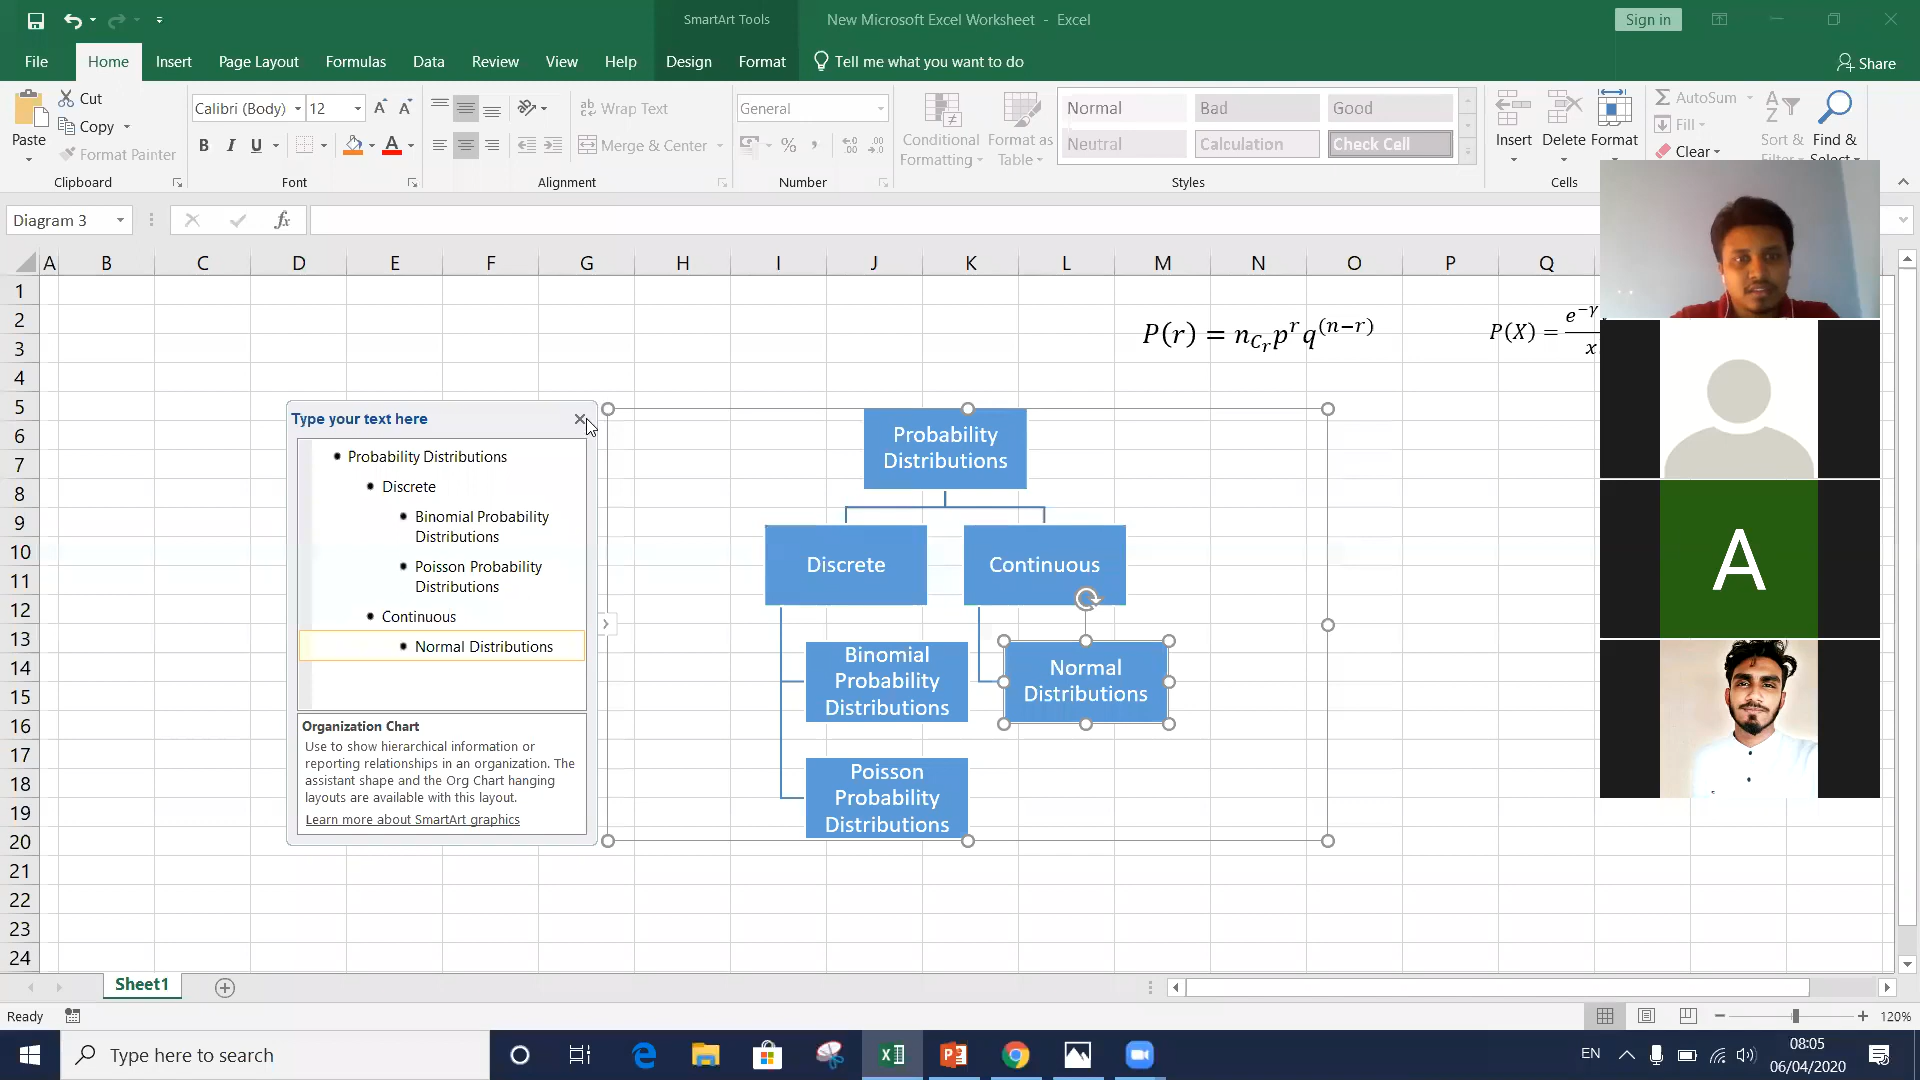 SmartArt Tools
New Microsoft Excel Worksheet - Excel
Sign in
File Home Insert Page Layout Formulas Data Review View Help Design Format Tell me what you want to do Share
Cut
Copy
Format Painter
Paste
Clipboard
Calibri (Body) 12
B I U A
Font
Wrap Text
Merge & Center
Alignment
General
Number
Conditional Formatting
Format as Table
Normal Bad Good
Neutral Calculation Check Cell
Styles
Insert Delete Format
Cells
AutoSum
Fill
Clear
Sort &
Find &
Diagram 3
fx
A B C D E F G H I J K L M N O P Q
1
2
3
4
5
6
7
8
9
10
11
12
13
14
15
16
17
18
19
20
21
22
23
24
P(r) = n_{C_r} p^r q^{(n-r)}
P(X) = e^{-γ}
x
Type your text here
• Probability Distributions
• Discrete
• Binomial Probability
Distributions
• Poisson Probability
Distributions
• Continuous
• Normal Distributions
Organization Chart
Use to show hierarchical information or
reporting relationships in an organization. The
assistant shape and the Org Chart hanging
layouts are available with this layout.
Learn more about SmartArt graphics
Probability
Distributions
Discrete
Continuous
Binomial
Probability
Distributions
Normal
Distributions
Poisson
Probability
Distributions
A
Sheet1
Ready
120%
Type here to search
EN
08:05
06/04/2020